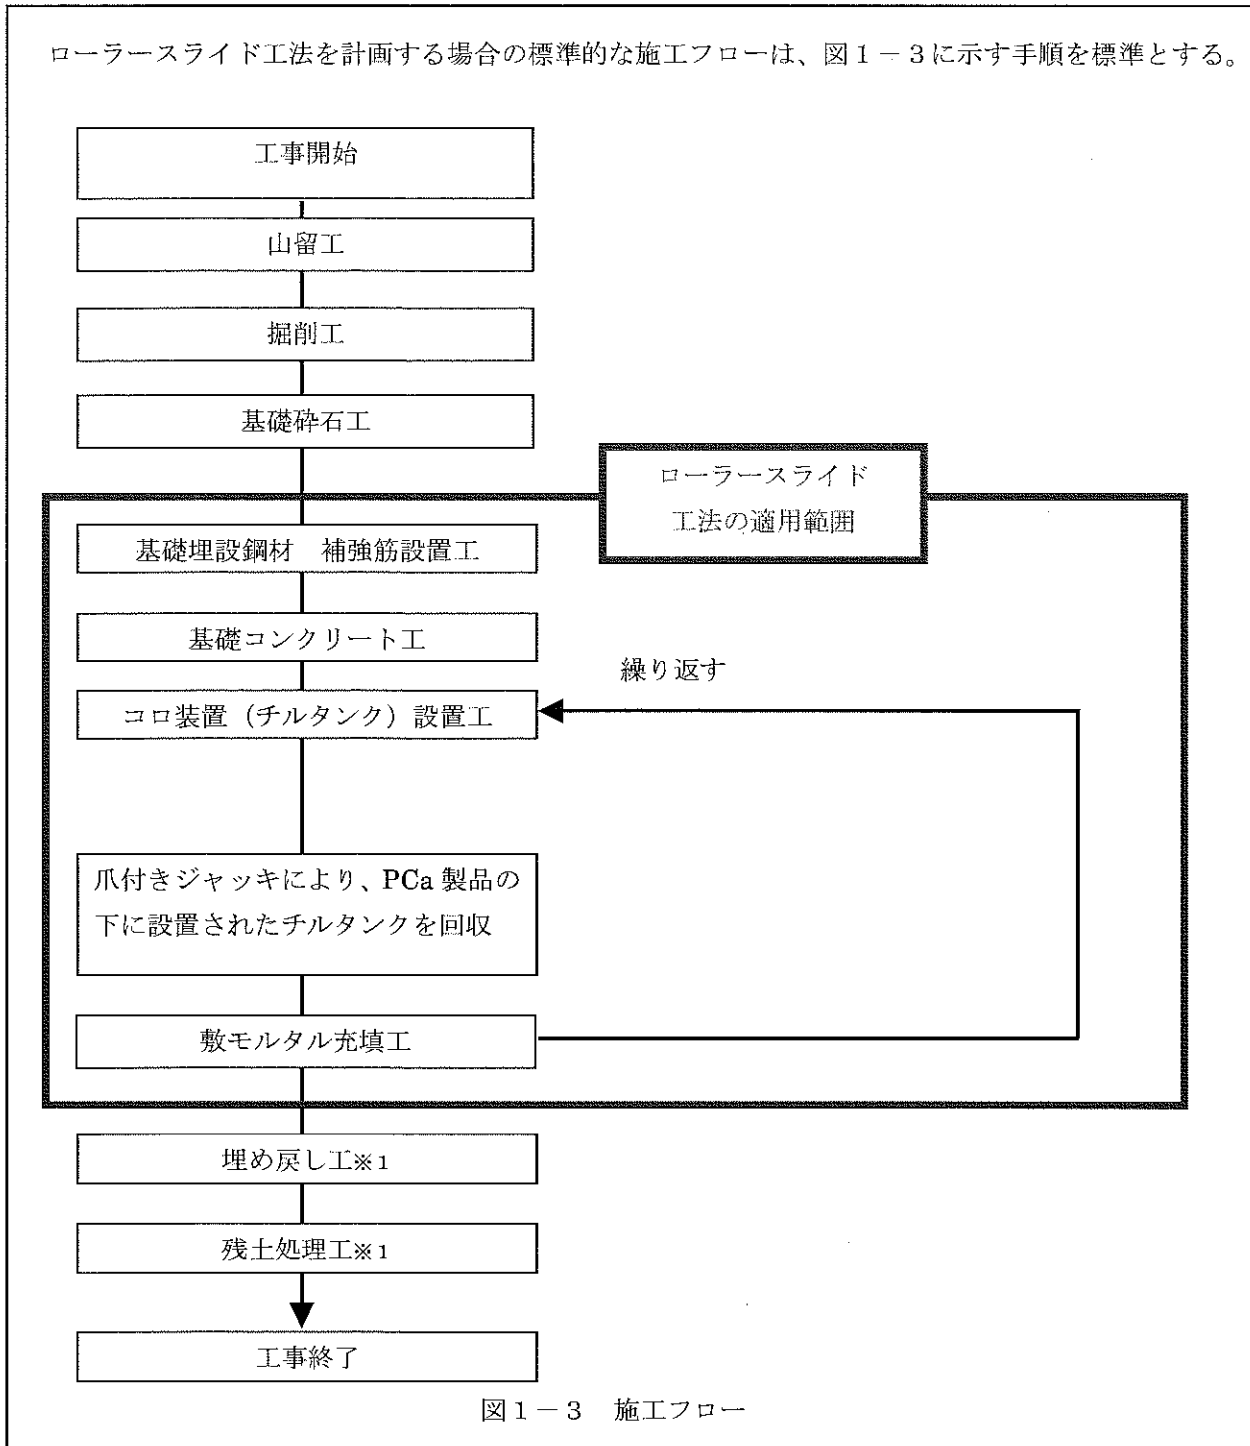 ローラースライド工法を計画する場合の標準的な施工フローは、図1－3に示す手順を標準とする。
工事開始
山留工
掘削工
基礎砕石工
ローラースライド
工法の適用範囲
基礎埋設鋼材　補強筋設置工
基礎コンクリート工
繰り返す
コロ装置（チルタンク）設置工
爪付きジャッキにより、PCa 製品の
下に設置されたチルタンクを回収
敷モルタル充填工
埋め戻し工※1
残土処理工※1
工事終了
図1－3　施工フロー